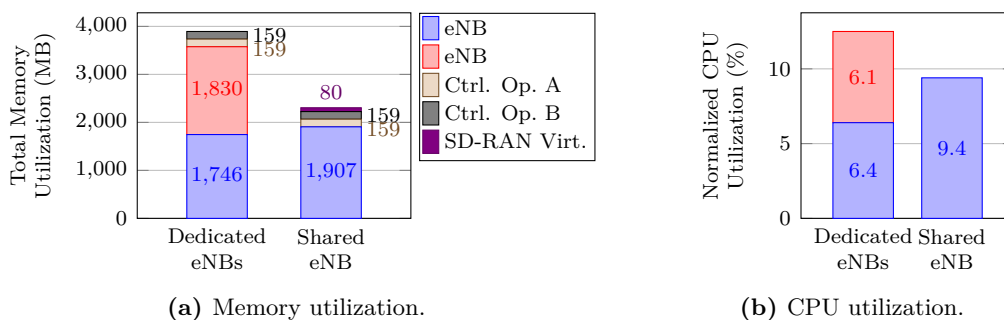 Total Memory
Utilization (MB)
4,000
3,000
2,000
1,000
0
159
159
1,830
1,746
80
159
159
1,907
Dedicated
eNBs
Shared
eNB
eNB
eNB
Ctrl. Op. A
Ctrl. Op. B
SD-RAN Virt.
(a) Memory utilization.
Normalized CPU
Utilization (%)
10
5
0
6.1
6.4
9.4
Dedicated
eNBs
Shared
eNB
(b) CPU utilization.